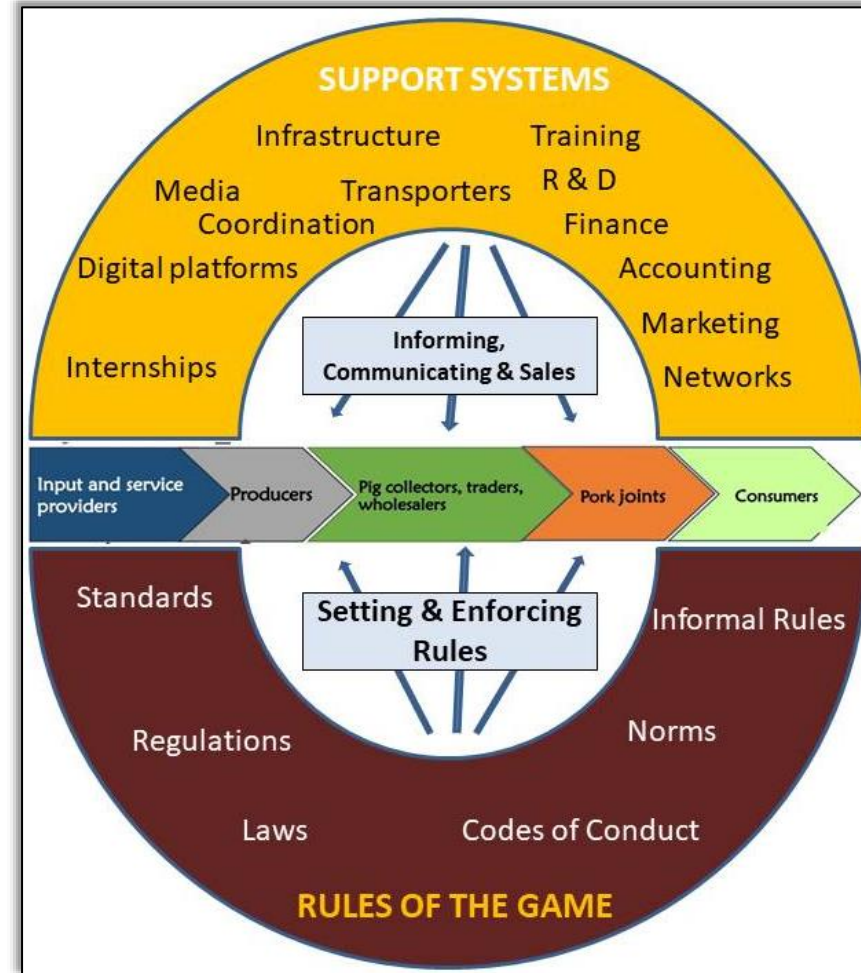 SUPPORT SYSTEMS
Infrastructure
Training
Media
Transporters
R & D
Coordination
Finance
Digital platforms
Accounting
Marketing
Internships
Networks
Informing,
Communicating & Sales
Input and service
providers
Producers
Pig collectors, traders,
wholesalers
Pork joints
Consumers
Standards
Setting & Enforcing
Rules
Informal Rules
Regulations
Norms
Laws
Codes of Conduct
RULES OF THE GAME